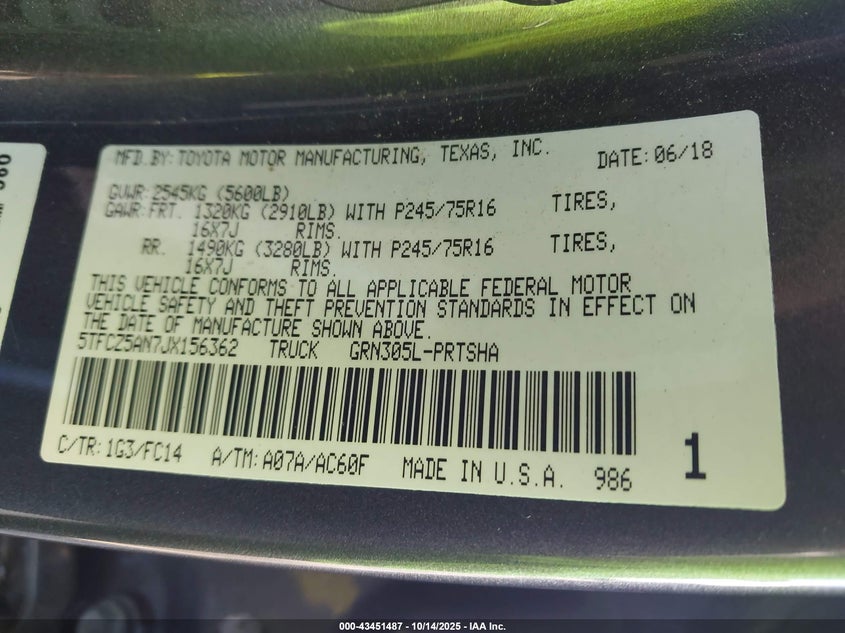 MFD.BY:TOYOTA MOTOR MANUFACTURING, TEXAS, INC. DATE:06/18
GVWR:2545KG (5600LB)
GAWR:FRT. 1320KG (2910LB) WITH P245/75R16 TIRES,
16X7J RIMS.
RR. 1490KG (3280LB) WITH P245/75R16 TIRES,
16X7J RIMS.
THIS VEHICLE CONFORMS TO ALL APPLICABLE FEDERAL MOTOR
VEHICLE SAFETY AND THEFT PREVENTION STANDARDS IN EFFECT ON
THE DATE OF MANUFACTURE SHOWN ABOVE.
5TFCZ5AN7JX156362 TRUCK GRN305L-PRTSHA
C/TR:1G3/FC14 A/TM:A07A/AC60F MADE IN U.S.A. 986 1
000-43451487 - 10/14/2025 - IAA Inc.